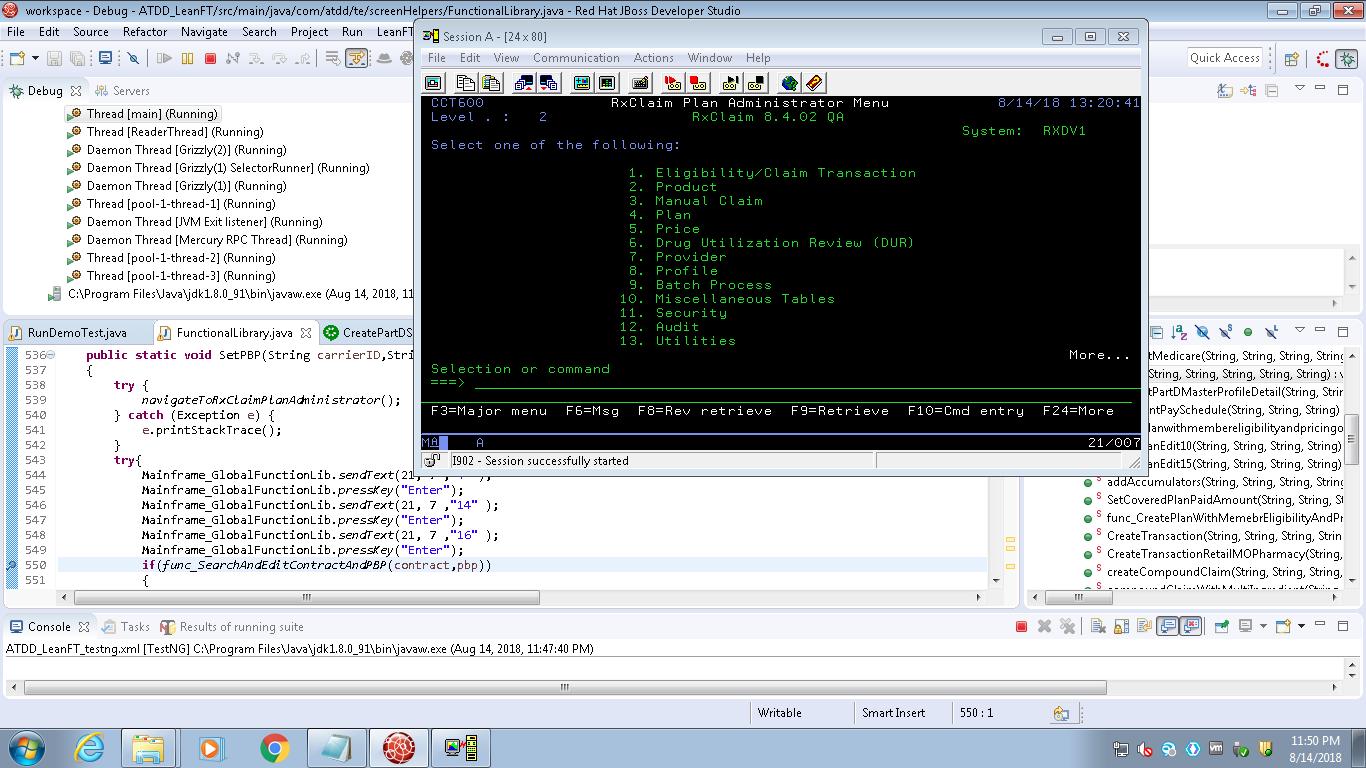 workspace - Debug - ATDD_LeanFT/src/main/java/com/atdd/te/screenHelpers/FunctionalLibrary.java - Red Hat JBoss Developer Studio
File Edit Source Refactor Navigate Search Project Run LeanFT
Quick Access
Debug Servers
Thread [main] (Running)
Thread [ReaderThread] (Running)
Daemon Thread [Grizzly(2)] (Running)
Daemon Thread [Grizzly(1) SelectorRunner] (Running)
Daemon Thread [Grizzly(1)] (Running)
Thread [pool-1-thread-1] (Running)
Daemon Thread [JVM Exit listener] (Running)
Daemon Thread [Mercury RPC Thread] (Running)
Thread [pool-1-thread-2] (Running)
Thread [pool-1-thread-3] (Running)
C:\Program Files\Java\jdk1.8.0_91\bin\javaw.exe (Aug 14, 2018, 11
Session A - [24 x 80]
File Edit View Communication Actions Window Help
CCT600 RxClaim Plan Administrator Menu 8/14/18 13:20:41
Level . : 2 RxClaim 8.4.02 QA
System: RXDV1
Select one of the following:
1. Eligibility/Claim Transaction
2. Product
3. Manual Claim
4. Plan
5. Price
6. Drug Utilization Review (DUR)
7. Provider
8. Profile
9. Batch Process
10. Miscellaneous Tables
11. Security
12. Audit
13. Utilities
More...
Selection or command
===>
F3=Major menu F6=Msg F8=Rev retrieve F9=Retrieve F10=Cmd entry F24=More
MA A 21/007
I902 - Session successfully started
RunDemoTest.java FunctionalLibrary.java CreatePartDS
536 public static void SetPBP(String carrierID,Stri
537 {
538 try {
539 navigateToRxClaimPlanAdministrator();
540 } catch (Exception e) {
541 e.printStackTrace();
542 }
543 try{
544 Mainframe_GlobalFunctionLib.sendText(21,
545 Mainframe_GlobalFunctionLib.pressKey("Enter");
546 Mainframe_GlobalFunctionLib.sendText(21, 7 ,"14" );
547 Mainframe_GlobalFunctionLib.pressKey("Enter");
548 Mainframe_GlobalFunctionLib.sendText(21, 7 ,"16" );
549 Mainframe_GlobalFunctionLib.pressKey("Enter");
550 if(func_SearchAndEditContractAndPBP(contract,pbp))
551 {
tMedicare(String, String, String, String
String, String, String, String) : v
PartDMasterProfileDetail(String, String
ntPaySchedule(String, String, String,
lanwithmembereligibilityandpricingo
anEdit10(String, String, String, String
anEdit15(String, String, String, String
addAccumulators(String, String, String,
SetCoveredPlanPaidAmount(String, Str
func_CreatePlanWithMemebrEligibilityAndPr
CreateTransaction(String, String, String
CreateTransactionRetailMOPharmacy(String,
createCompoundClaim(String, String, String,
Console Tasks Results of running suite
ATDD_LeanFT_testng.xml [TestNG] C:\Program Files\Java\jdk1.8.0_91\bin\javaw.exe (Aug 14, 2018, 11:47:40 PM)
Writable Smart Insert 550 : 1
11:50 PM
8/14/2018